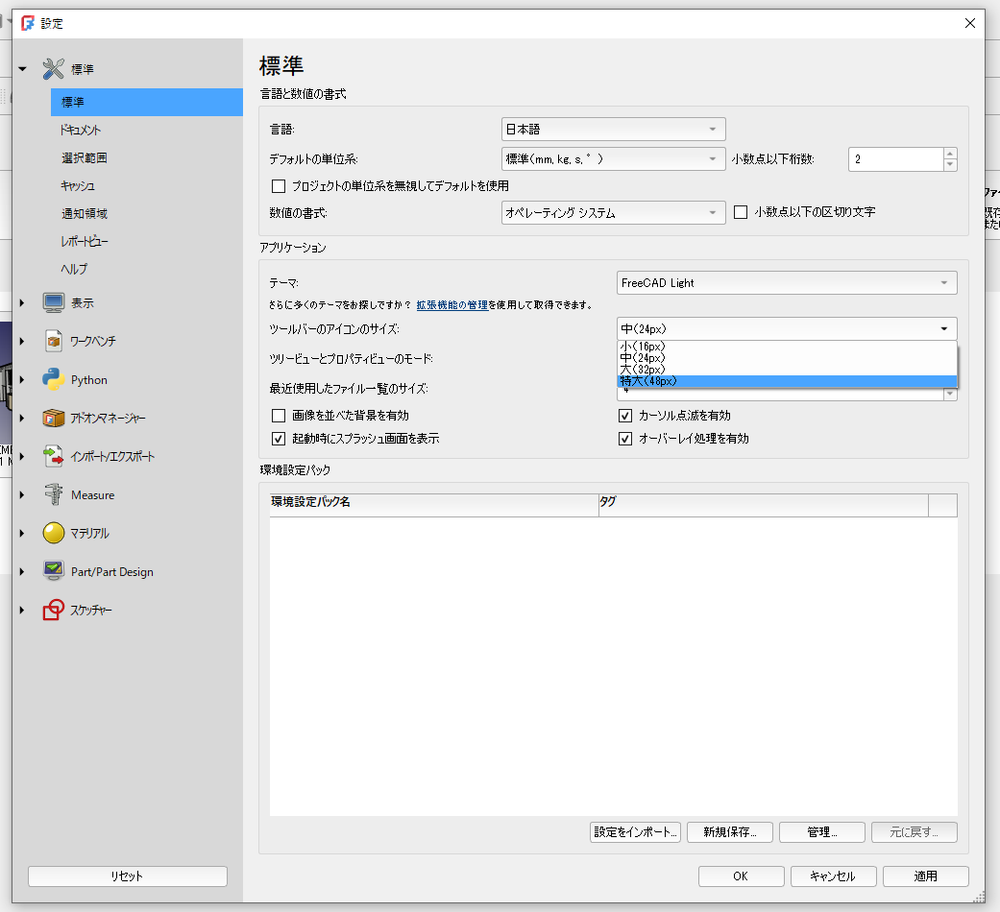 設定
標準
標準
ドキュメント
選択範囲
キャッシュ
通知領域
レポートビュー
ヘルプ
表示
ワークベンチ
Python
アドオンマネージャー
インポート/エクスポート
Measure
マテリアル
Part/Part Design
スケッチャー
リセット
標準
言語と数値の書式
言語:
日本語
デフォルトの単位系:
標準(mm, kg, s, °)
小数点以下桁数:
2
プロジェクトの単位系を無視してデフォルトを使用
数値の書式:
オペレーティング システム
小数点以下の区切り文字
アプリケーション
テーマ:
FreeCAD Light
さらに多くのテーマをお探しですか？ 拡張機能の管理を使用して取得できます。
ツールバーのアイコンのサイズ:
中(24px)
小(16px)
中(24px)
大(32px)
特大(48px)
ツリービューとプロパティビューのモード:
最近使用したファイル一覧のサイズ:
画像を並べた背景を有効
カーソル点滅を有効
起動時にスプラッシュ画面を表示
オーバーレイ処理を有効
環境設定パック
環境設定パック名
タグ
設定をインポート...
新規保存...
管理...
元に戻す...
OK
キャンセル
適用